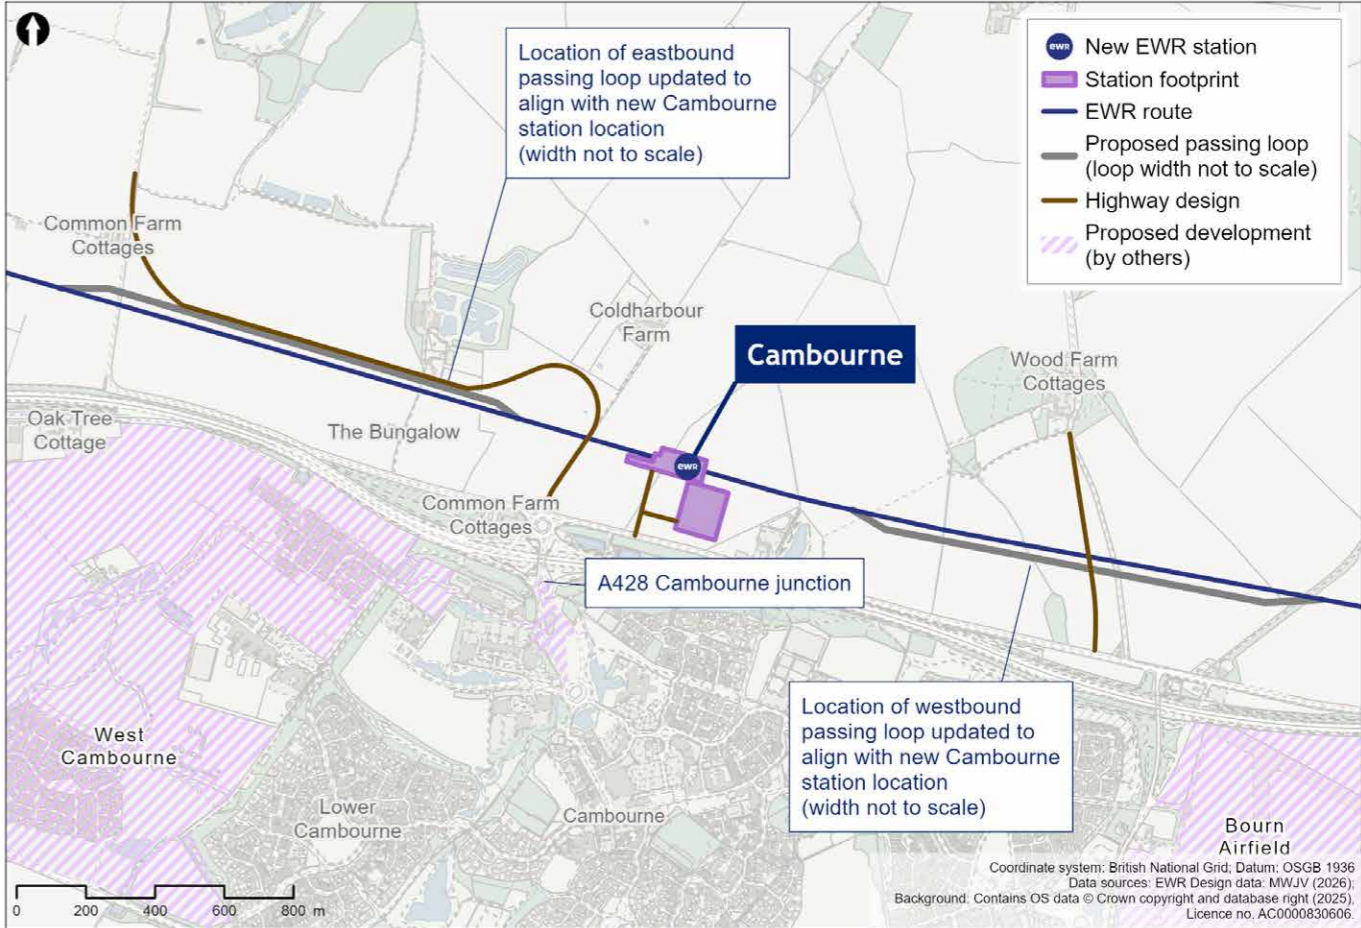 Location of eastbound
passing loop updated to
align with new Cambourne
station location
(width not to scale)
ewr
New EWR station
Station footprint
EWR route
Proposed passing loop
(loop width not to scale)
Highway design
Proposed development
(by others)
Common Farm
Cottages
Coldharbour
Farm
Cambourne
Wood Farm
Cottages
Oak Tree
Cottage
The Bungalow
ewr
Common Farm
Cottages
A428 Cambourne junction
Location of westbound
passing loop updated to
align with new Cambourne
station location
(width not to scale)
West
Cambourne
Lower
Cambourne
Cambourne
Bourn
Airfield
0 200 400 600 800 m
Coordinate system: British National Grid; Datum: OSGB 1936
Data sources: EWR Design data: MWJV (2026);
Background: Contains OS data © Crown copyright and database right (2025),
Licence no. AC0000830606.